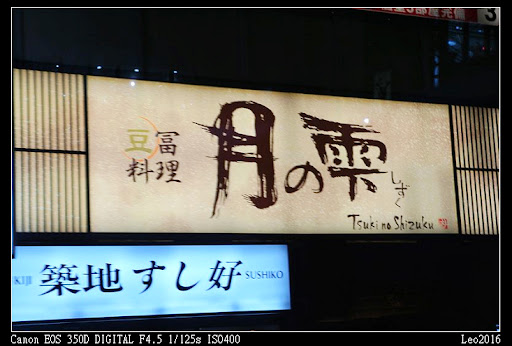 豆冨
料理
月の雫
しずく
Tsuki no Shizuku
KIJI 築地すし好 SUSHIKO
Canon EOS 350D DIGITAL F4.5 1/125s ISO400
Leo2016